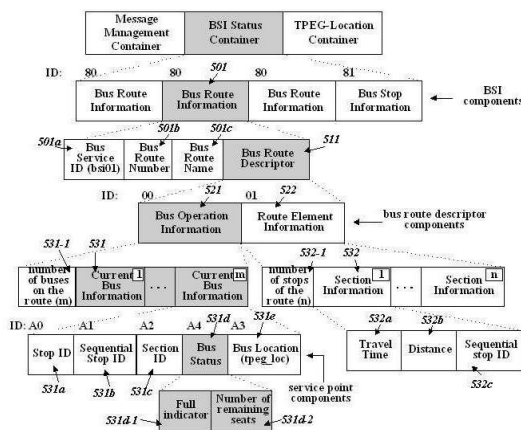 Message Management Container
BSI Status Container
TPEG-Location Container
ID: 80 80 501 80 81
Bus Route Information
Bus Route Information
Bus Route Information
Bus Stop Information
BSI components
501a 501b 501c 511
Bus Service ID (bsi01)
Bus Route Number
Bus Route Name
Bus Route Descriptor
ID: 00 521 01 522
Bus Operation Information
Route Element Information
bus route descriptor components
531-1 531 532-1 532
number of buses on the route (m)
Current Bus Information 1
. . .
Current Bus Information m
number of stops of the route (n)
Section Information 1
. . .
Section Information n
ID: A0 A1 A2 A4 531d A3 531e 532a 532b
Stop ID
Sequential Stop ID
Section ID
Bus Status
Bus Location (tpeg_loc)
Travel Time
Distance
Sequential stop ID
531a 531b 531c
service point components
532c
Full indicator
Number of remaining seats
531d-1 531d-2